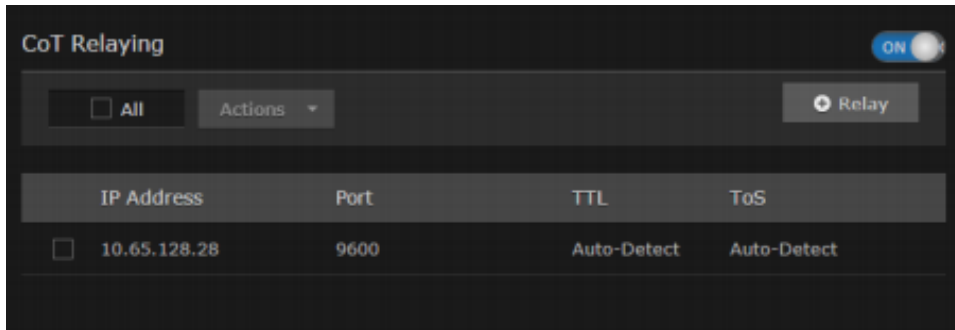 CoT Relaying ON
All Actions Relay
IP Address Port TTL ToS
10.65.128.28 9600 Auto-Detect Auto-Detect